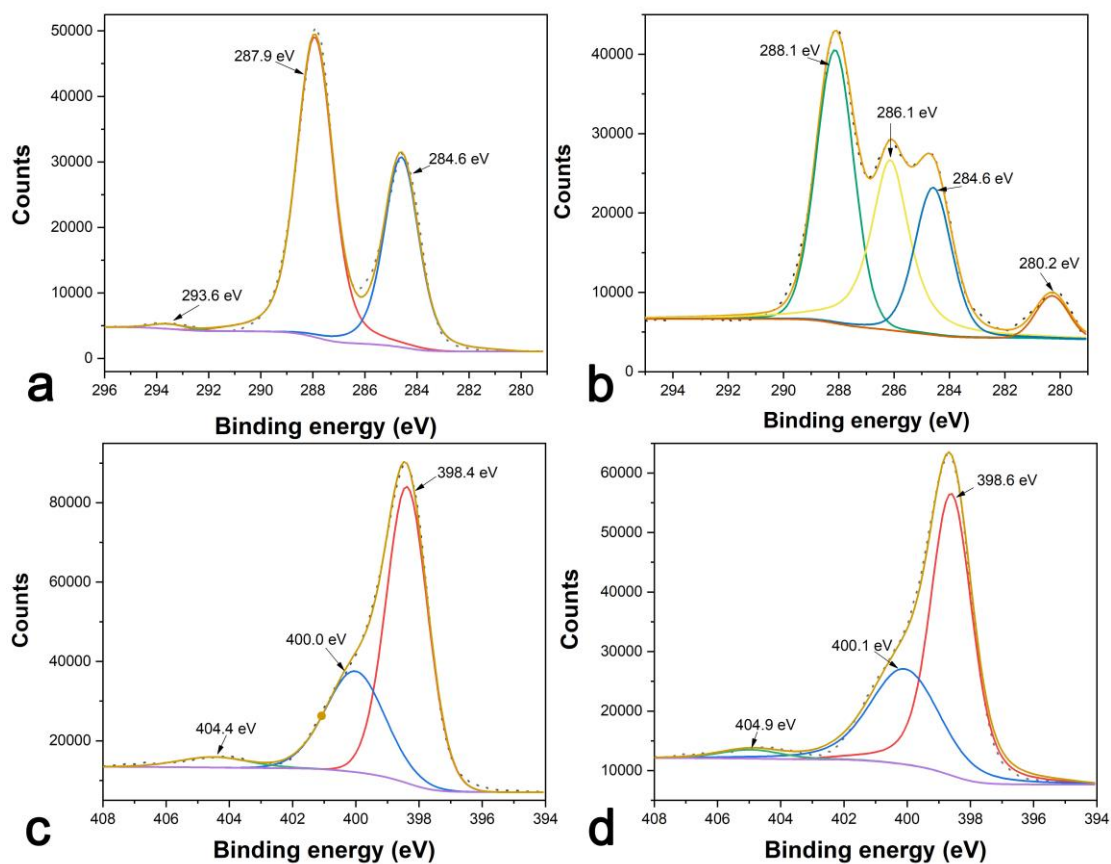 50000
40000
30000
20000
10000
0
287.9 eV
284.6 eV
293.6 eV
Counts
296 294 292 290 288 286 284 282 280
Binding energy (eV)
a
40000
30000
20000
10000
0
288.1 eV
286.1 eV
284.6 eV
280.2 eV
Counts
294 292 290 288 286 284 282 280
Binding energy (eV)
b
80000
60000
40000
20000
398.4 eV
400.0 eV
404.4 eV
Counts
408 406 404 402 400 398 396 394
Binding energy (eV)
c
60000
50000
40000
30000
20000
10000
398.6 eV
400.1 eV
404.9 eV
Counts
408 406 404 402 400 398 396 394
Binding energy (eV)
d